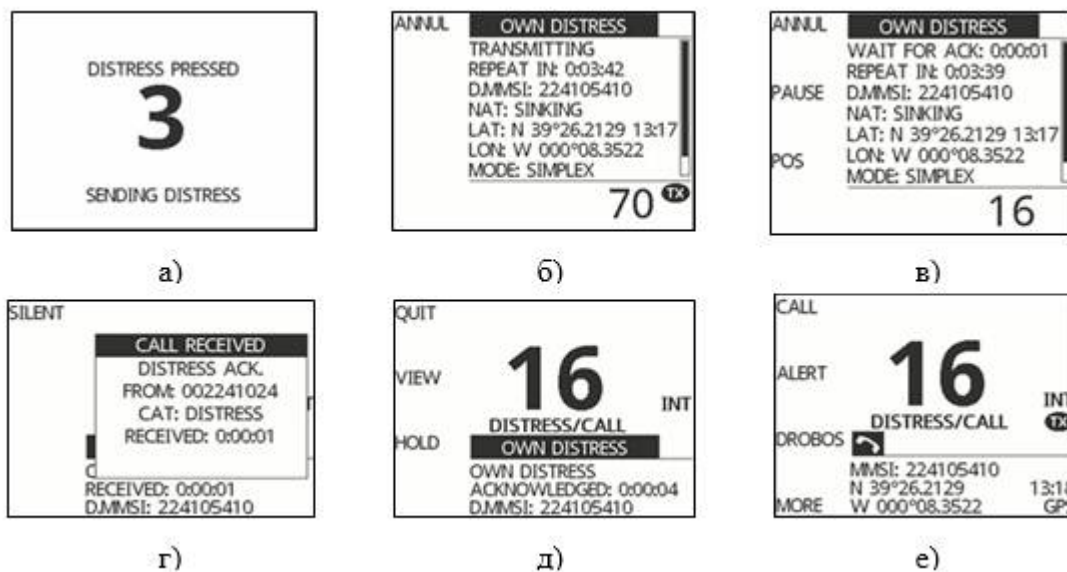 DISTRESS PRESSED
3
SENDING DISTRESS
а)
ANNUL
OWN DISTRESS
TRANSMITTING
REPEAT IN: 0:03:42
D.MMSI: 224105410
NAT: SINKING
LAT: N 39°26.2129 13:17
LON: W 000°08.3522
MODE: SIMPLEX
70 TX
б)
ANNUL
OWN DISTRESS
WAIT FOR ACK: 0:00:01
REPEAT IN: 0:03:39
PAUSE
D.MMSI: 224105410
NAT: SINKING
LAT: N 39°26.2129 13:17
POS
LON: W 000°08.3522
MODE: SIMPLEX
16
в)
SILENT
CALL RECEIVED
DISTRESS ACK.
FROM: 002241024
CAT: DISTRESS
RECEIVED: 0:00:01
RECEIVED: 0:00:01
D.MMSI: 224105410
г)
QUIT
16
VIEW
INT
DISTRESS/CALL
HOLD
OWN DISTRESS
OWN DISTRESS
ACKNOWLEDGED: 0:00:04
D.MMSI: 224105410
д)
CALL
16
ALERT
INT
DISTRESS/CALL TX
DROBOS
MMSI: 224105410
N 39°26.2129 13:18
MORE W 000°08.3522 GPS
е)